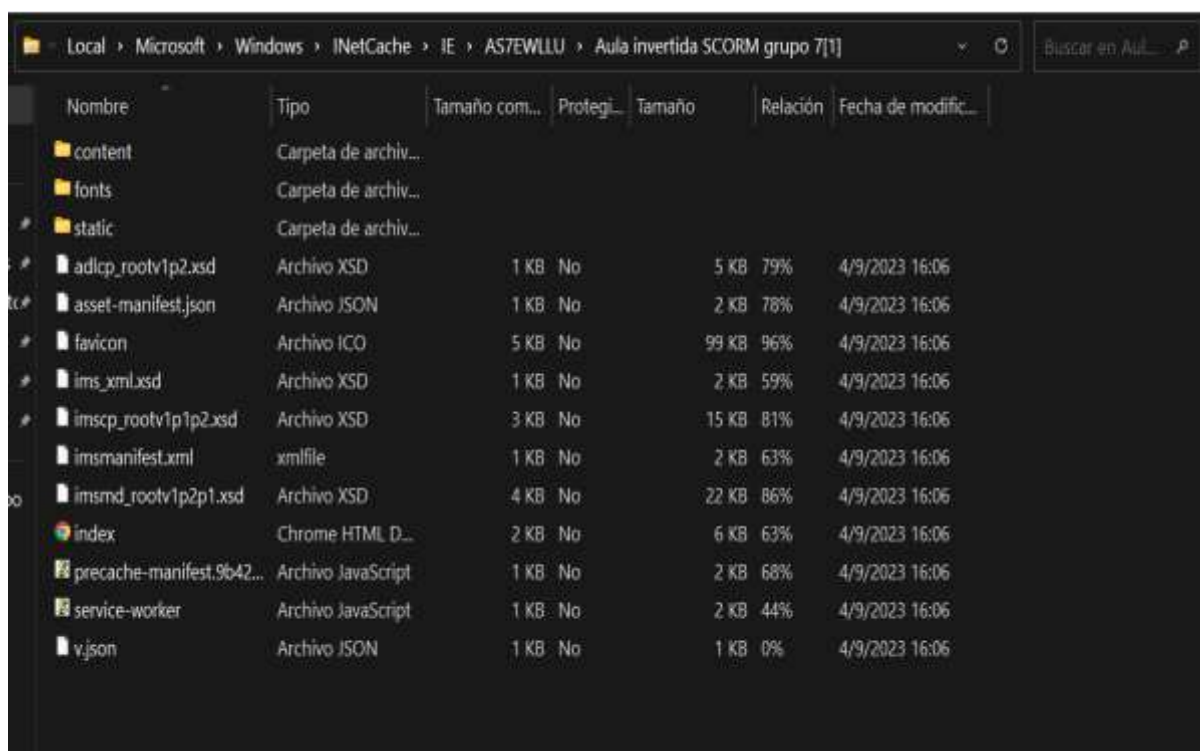 Local › Microsoft › Windows › INetCache › IE › AS7EWLLU › Aula invertida SCORM grupo 7[1] Buscar en Aul...
Nombre Tipo Tamaño com... Protegi... Tamaño Relación Fecha de modific...
content Carpeta de archiv...
fonts Carpeta de archiv...
static Carpeta de archiv...
adlcp_rootv1p2.xsd Archivo XSD 1 KB No 5 KB 79% 4/9/2023 16:06
asset-manifest.json Archivo JSON 1 KB No 2 KB 78% 4/9/2023 16:06
favicon Archivo ICO 5 KB No 99 KB 96% 4/9/2023 16:06
ims_xml.xsd Archivo XSD 1 KB No 2 KB 59% 4/9/2023 16:06
imscp_rootv1p1p2.xsd Archivo XSD 3 KB No 15 KB 81% 4/9/2023 16:06
imsmanifest.xml xmlfile 1 KB No 2 KB 63% 4/9/2023 16:06
imsmd_rootv1p2p1.xsd Archivo XSD 4 KB No 22 KB 86% 4/9/2023 16:06
index Chrome HTML D... 2 KB No 6 KB 63% 4/9/2023 16:06
precache-manifest.9b42... Archivo JavaScript 1 KB No 2 KB 68% 4/9/2023 16:06
service-worker Archivo JavaScript 1 KB No 2 KB 44% 4/9/2023 16:06
v.json Archivo JSON 1 KB No 1 KB 0% 4/9/2023 16:06